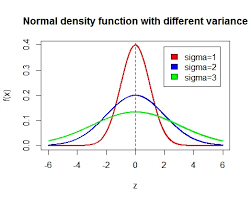 Normal density function with different variance
f(x)
0.4
0.3
0.2
0.1
0.0
sigma=1
sigma=2
sigma=3
-6 -4 -2 0 2 4 6
z